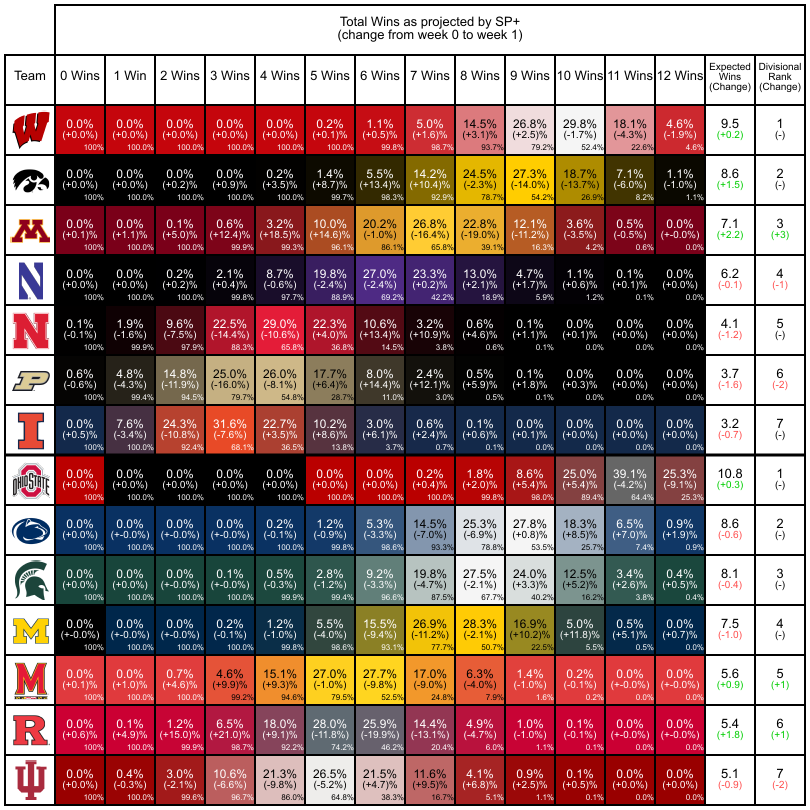 Total Wins as projected by SP+
(change from week 0 to week 1)
Team 0 Wins 1 Win 2 Wins 3 Wins 4 Wins 5 Wins 6 Wins 7 Wins 8 Wins 9 Wins 10 Wins 11 Wins 12 Wins Expected Wins (Change) Divisional Rank (Change)
W 0.0% 0.0% 0.0% 0.0% 0.0% 0.2% 1.1% 5.0% 14.5% 26.8% 29.8% 18.1% 4.6% 9.5 1
(+0.0%) (+0.0%) (+0.0%) (+0.0%) (+0.0%) (+0.1%) (+0.5)% (+1.6)% (+3.1)% (+2.5)% (-1.7)% (-4.3)% (-1.9)% (+0.2) (-)
100% 100.0% 100.0% 100.0% 100.0% 100.0% 99.8% 98.7% 93.7% 79.2% 52.4% 22.6% 4.6%
0.0% 0.0% 0.0% 0.0% 0.2% 1.4% 5.5% 14.2% 24.5% 27.3% 18.7% 7.1% 1.1% 8.6 2
(+0.0%) (+0.0)% (+0.2)% (+0.9)% (+3.5)% (+8.7)% (+13.4)% (+10.4)% (-2.3)% (-14.0)% (-13.7)% (-6.0)% (-1.0)% (+1.5) (-)
100% 100.0% 100.0% 100.0% 100.0% 99.7% 98.3% 92.9% 78.7% 54.2% 26.9% 8.2% 1.1%
M 0.0% 0.0% 0.1% 0.6% 3.2% 10.0% 20.2% 26.8% 22.8% 12.1% 3.6% 0.5% 0.0% 7.1 3
(+0.1)% (+1.1)% (+5.0)% (+12.4)% (+18.5)% (+14.6)% (-1.0)% (-16.4)% (-19.0)% (-11.2)% (-3.5)% (-0.5)% (+-0.0)% (+2.2) (+3)
100% 100.0% 100.0% 99.9% 99.3% 96.1% 86.1% 65.8% 39.1% 16.3% 4.2% 0.6% 0.0%
N 0.0% 0.0% 0.2% 2.1% 8.7% 19.8% 27.0% 23.3% 13.0% 4.7% 1.1% 0.1% 0.0% 6.2 4
(+0.0)% (+0.0)% (+0.2)% (+0.4)% (-0.6)% (-2.4)% (-2.4)% (+0.2)% (+2.1)% (+1.7)% (+0.6)% (+0.1)% (+0.0)% (-0.1) (-1)
100% 100.0% 100.0% 99.8% 97.7% 88.9% 69.2% 42.2% 18.9% 5.9% 1.2% 0.1% 0.0%
N 0.1% 1.9% 9.6% 22.5% 29.0% 22.3% 10.6% 3.2% 0.6% 0.1% 0.0% 0.0% 0.0% 4.1 5
(-0.1)% (-1.6)% (-7.5)% (-14.4)% (-10.6)% (+4.0)% (+13.4)% (+10.9)% (+4.6)% (+1.1)% (+0.1)% (+0.0)% (+0.0)% (-1.2) (-)
100% 99.9% 97.9% 88.3% 65.8% 36.8% 14.5% 3.8% 0.6% 0.1% 0.0% 0.0% 0.0%
P 0.6% 4.8% 14.8% 25.0% 26.0% 17.7% 8.0% 2.4% 0.5% 0.1% 0.0% 0.0% 0.0% 3.7 6
(-0.6)% (-4.3)% (-11.9)% (-16.0)% (-8.1)% (+6.4)% (+14.4)% (+12.1)% (+5.9)% (+1.8)% (+0.3)% (+0.0)% (+0.0)% (-1.6) (-2)
100% 99.4% 94.5% 79.7% 54.8% 28.7% 11.0% 3.0% 0.5% 0.1% 0.0% 0.0% 0.0%
I 0.0% 7.6% 24.3% 31.6% 22.7% 10.2% 3.0% 0.6% 0.1% 0.0% 0.0% 0.0% 0.0% 3.2 7
(+0.5)% (-3.4)% (-10.8)% (-7.6)% (+3.5)% (+8.6)% (+6.1)% (+2.4)% (+0.6)% (+0.1)% (+0.0)% (+0.0)% (+0.0)% (-0.7) (-)
100% 100.0% 92.4% 68.1% 36.5% 13.8% 3.7% 0.7% 0.1% 0.0% 0.0% 0.0% 0.0%
OHIO STATE 0.0% 0.0% 0.0% 0.0% 0.0% 0.0% 0.0% 0.2% 1.8% 8.6% 25.0% 39.1% 25.3% 10.8 1
(+0.0)% (+0.0)% (+0.0)% (+0.0)% (+0.0)% (+0.0)% (+0.0)% (+0.4)% (+2.0)% (+5.4)% (+5.4)% (-4.2)% (-9.1)% (+0.3) (-)
100% 100.0% 100.0% 100.0% 100.0% 100.0% 100.0% 100.0% 99.8% 98.0% 89.4% 64.4% 25.3%
0.0% 0.0% 0.0% 0.0% 0.2% 1.2% 5.3% 14.5% 25.3% 27.8% 18.3% 6.5% 0.9% 8.6 2
(+0.0)% (+-0.0)% (+-0.0)% (+-0.0)% (-0.1)% (-0.9)% (-3.3)% (-7.0)% (-6.9)% (+0.8)% (+8.5)% (+7.0)% (+1.9)% (-0.6) (-)
100% 100.0% 100.0% 100.0% 100.0% 99.8% 98.6% 93.3% 78.8% 53.5% 25.7% 7.4% 0.9%
0.0% 0.0% 0.0% 0.1% 0.5% 2.8% 9.2% 19.8% 27.5% 24.0% 12.5% 3.4% 0.4% 8.1 3
(+0.0)% (+-0.0)% (+-0.0)% (+-0.0)% (-0.3)% (-1.2)% (-3.3)% (-4.7)% (-2.1)% (+3.3)% (+5.2)% (+2.6)% (+0.5)% (-0.4) (-)
100% 100.0% 100.0% 100.0% 99.9% 99.4% 96.6% 87.5% 67.7% 40.2% 16.2% 3.8% 0.4%
M 0.0% 0.0% 0.0% 0.2% 1.2% 5.5% 15.5% 26.9% 28.3% 16.9% 5.0% 0.5% 0.0% 7.5 4
(+-0.0)% (+-0.0)% (+-0.0)% (-0.1)% (-1.0)% (-4.0)% (-9.4)% (-11.2)% (-2.1)% (+10.2)% (+11.8)% (+5.1)% (+0.7)% (-1.0) (-)
100% 100.0% 100.0% 100.0% 99.8% 98.6% 93.1% 77.7% 50.7% 22.5% 5.5% 0.5% 0.0%
M 0.0% 0.0% 0.7% 4.6% 15.1% 27.0% 27.7% 17.0% 6.3% 1.4% 0.2% 0.0% 0.0% 5.6 5
(+0.1)% (+1.0)% (+4.6)% (+9.9)% (+9.3)% (-1.0)% (-9.8)% (-9.0)% (-4.0)% (-1.0)% (-0.1)% (+-0.0)% (+-0.0)% (+0.9) (+1)
100% 100.0% 100.0% 99.2% 94.6% 79.5% 52.5% 24.8% 7.9% 1.6% 0.2% 0.0% 0.0%
R 0.0% 0.1% 1.2% 6.5% 18.0% 28.0% 25.9% 14.4% 4.9% 1.0% 0.1% 0.0% 0.0% 5.4 6
(+0.6)% (+4.9)% (+15.0)% (+21.0)% (+9.1)% (-11.8)% (-19.9)% (-13.1)% (-4.7)% (-1.0)% (-0.1)% (+-0.0)% (+-0.0)% (+1.8) (+1)
100% 100.0% 99.9% 98.7% 92.2% 74.2% 46.2% 20.4% 6.0% 1.1% 0.1% 0.0% 0.0%
0.0% 0.4% 3.0% 10.6% 21.3% 26.5% 21.5% 11.6% 4.1% 0.9% 0.1% 0.0% 0.0% 5.1 7
(+0.0)% (-0.3)% (-2.1)% (-6.6)% (-9.8)% (-5.2)% (+4.7)% (+9.5)% (+6.8)% (+2.5)% (+0.5)% (+0.0)% (+0.0)% (-0.9) (-2)
100% 100.0% 99.6% 96.7% 86.0% 64.8% 38.3% 16.7% 5.1% 1.1% 0.1% 0.0% 0.0%